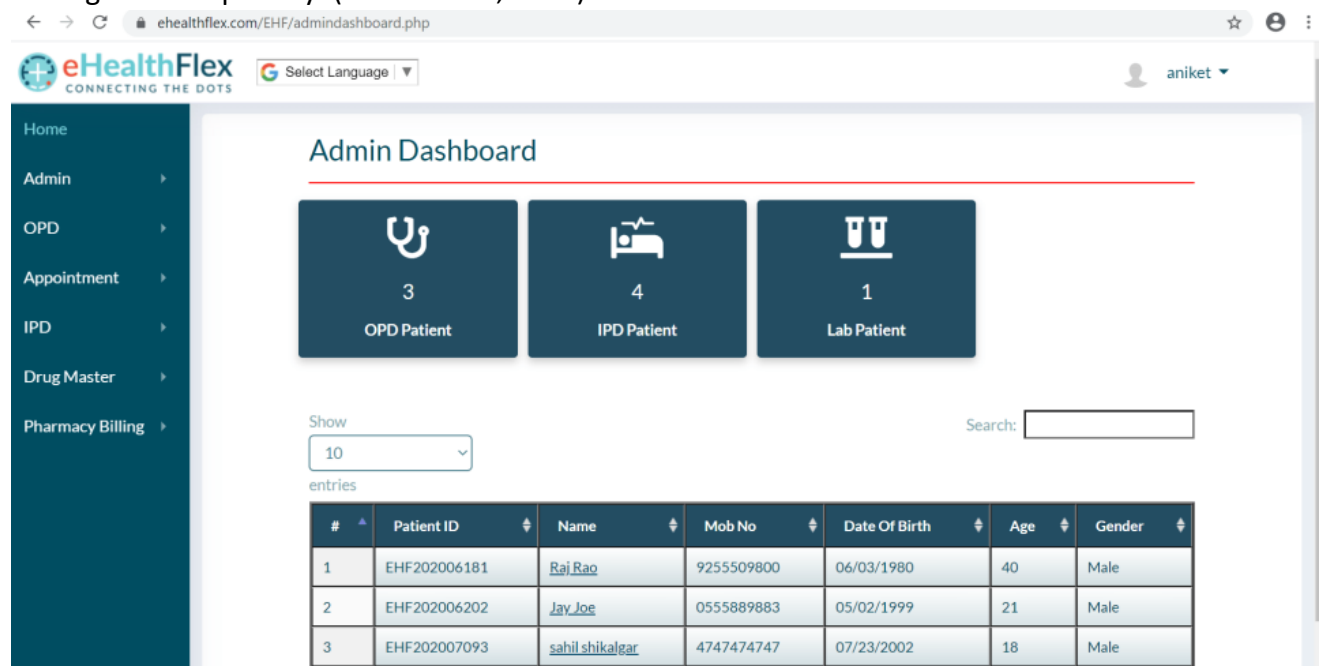 ehealthflex.com/EHF/admindashboard.php
eHealthFlex
CONNECTING THE DOTS
G Select Language ▼
aniket
Home
Admin
OPD
Appointment
IPD
Drug Master
Pharmacy Billing
Admin Dashboard
3
OPD Patient
4
IPD Patient
1
Lab Patient
Show
10
entries
Search:
# Patient ID Name Mob No Date Of Birth Age Gender
1 EHF202006181 Raj Rao 9255509800 06/03/1980 40 Male
2 EHF202006202 Jay Joe 0555889883 05/02/1999 21 Male
3 EHF202007093 sahil shikalgar 4747474747 07/23/2002 18 Male